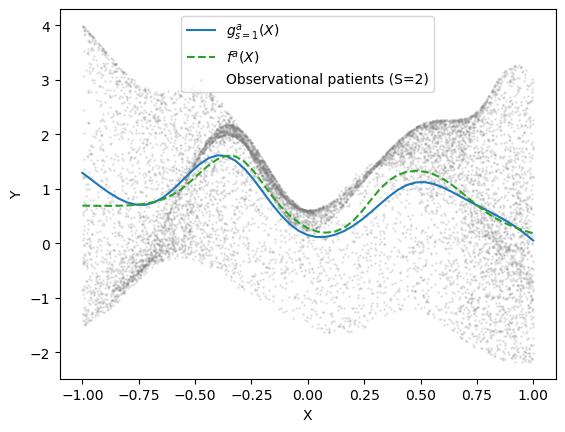 g^a_{s=1}(X)
f^a(X)
Observational patients (S=2)
Y
4
3
2
1
0
−1
−2
−1.00 −0.75 −0.50 −0.25 0.00 0.25 0.50 0.75 1.00
X